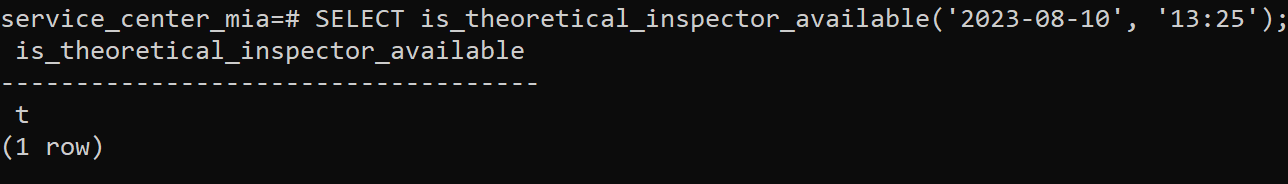 service_center_mia=# SELECT is_theoretical_inspector_available('2023-08-10', '13:25');
 is_theoretical_inspector_available
------------------------------------
 t
(1 row)